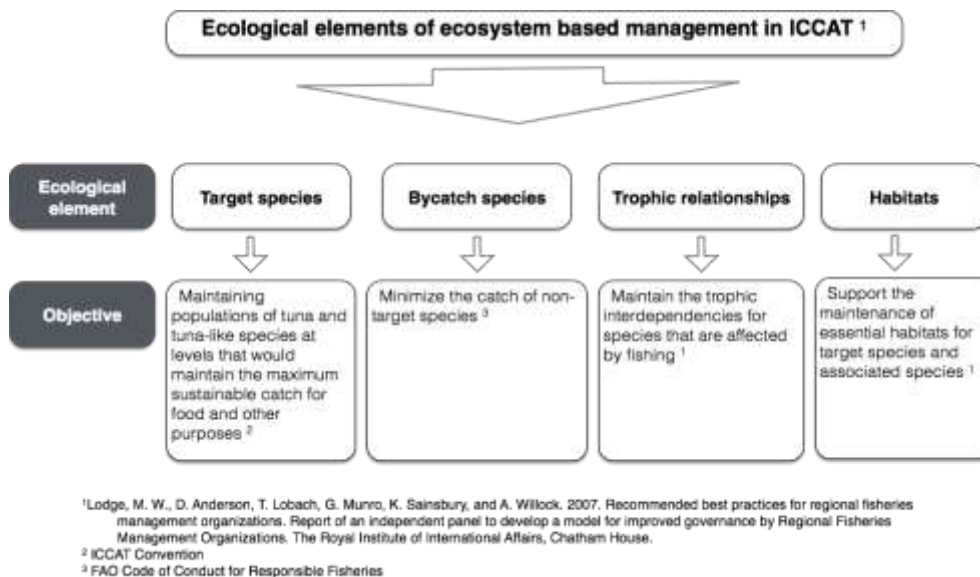 Ecological elements of ecosystem based management in ICCAT ¹
Ecological
element
Target species
Bycatch species
Trophic relationships
Habitats
Objective
Maintaining
populations of tuna and
tuna-like species at
levels that would
maintain the maximum
sustainable catch for
food and other
purposes ²
Minimize the catch of non-
target species ³
Maintain the trophic
interdependencies for
species that are affected
by fishing ¹
Support the
maintenance of
essential habitats for
target species and
associated species ¹
¹Lodge, M. W., D. Anderson, T. Lobach, G. Munro, K. Sainsbury, and A. Willock. 2007. Recommended best practices for regional fisheries
management organizations. Report of an independent panel to develop a model for improved governance by Regional Fisheries
Management Organizations. The Royal Institute of International Affairs, Chatham House.
² ICCAT Convention
³ FAO Code of Conduct for Responsible Fisheries